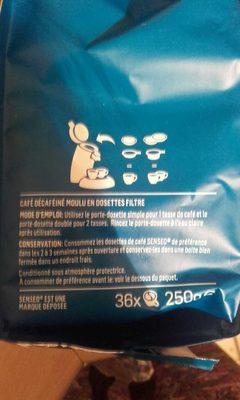 CAFÉ DÉCAFÉINÉ MOULU EN DOSETTES FILTRE
MODE D'EMPLOI: Utilisez le porte-dosette simple pour 1 tasse de café et le
porte-dosette double pour 2 tasses. Rincez le porte-dosette à l'eau claire
après utilisation.
CONSERVATION: Consommez les dosettes de café SENSEO® de préférence
dans les 2 à 3 semaines après ouverture et conservez-les dans une boîte bien
fermée dans un endroit frais.
Conditionné sous atmosphère protectrice.
A consommer de préférence avant le: voir le dessous du paquet.
SENSEO® EST UNE
MARQUE DÉPOSÉE
36x 250g